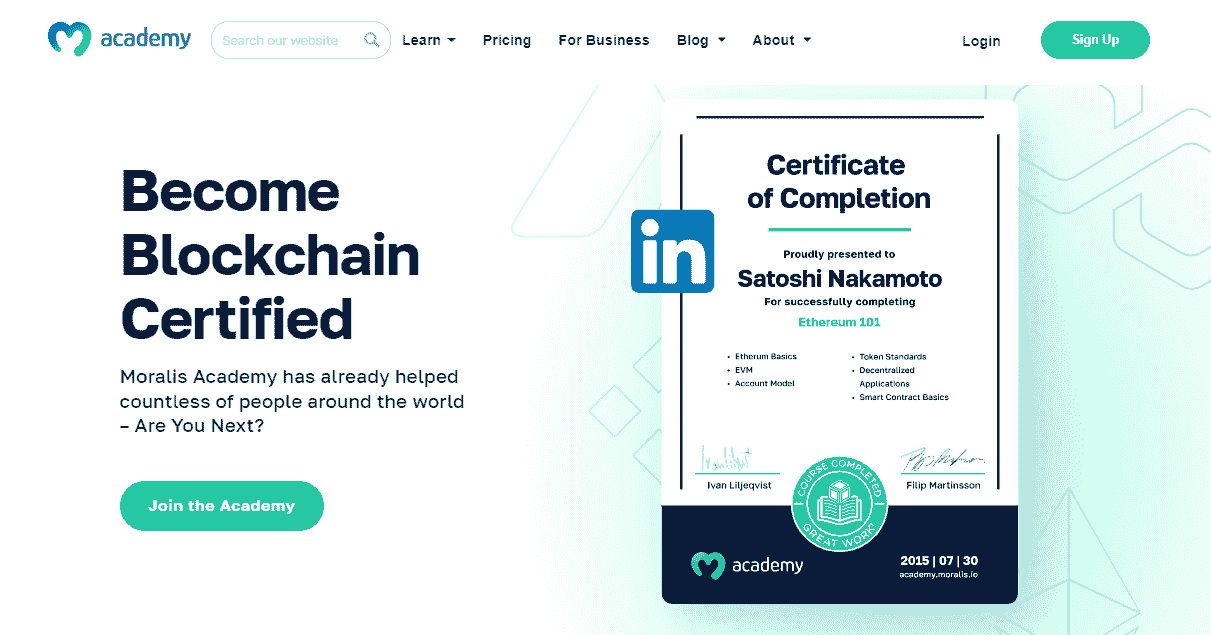 academy
Search our website
Learn
Pricing
For Business
Blog
About
Login
Sign Up
Become
Blockchain
Certified
Moralis Academy has already helped
countless of people around the world
– Are You Next?
Join the Academy
in
Certificate
of Completion
Proudly presented to
Satoshi Nakamoto
For successfully completing
Ethereum 101
• Etherum Basics
• EVM
• Account Model
• Token Standards
• Decentralized
Applications
• Smart Contract Basics
Ivan Liljeqvist
Filip Martinsson
COURSE COMPLETED
GREAT WORK!
academy
2015 | 07 | 30
academy.moralis.io